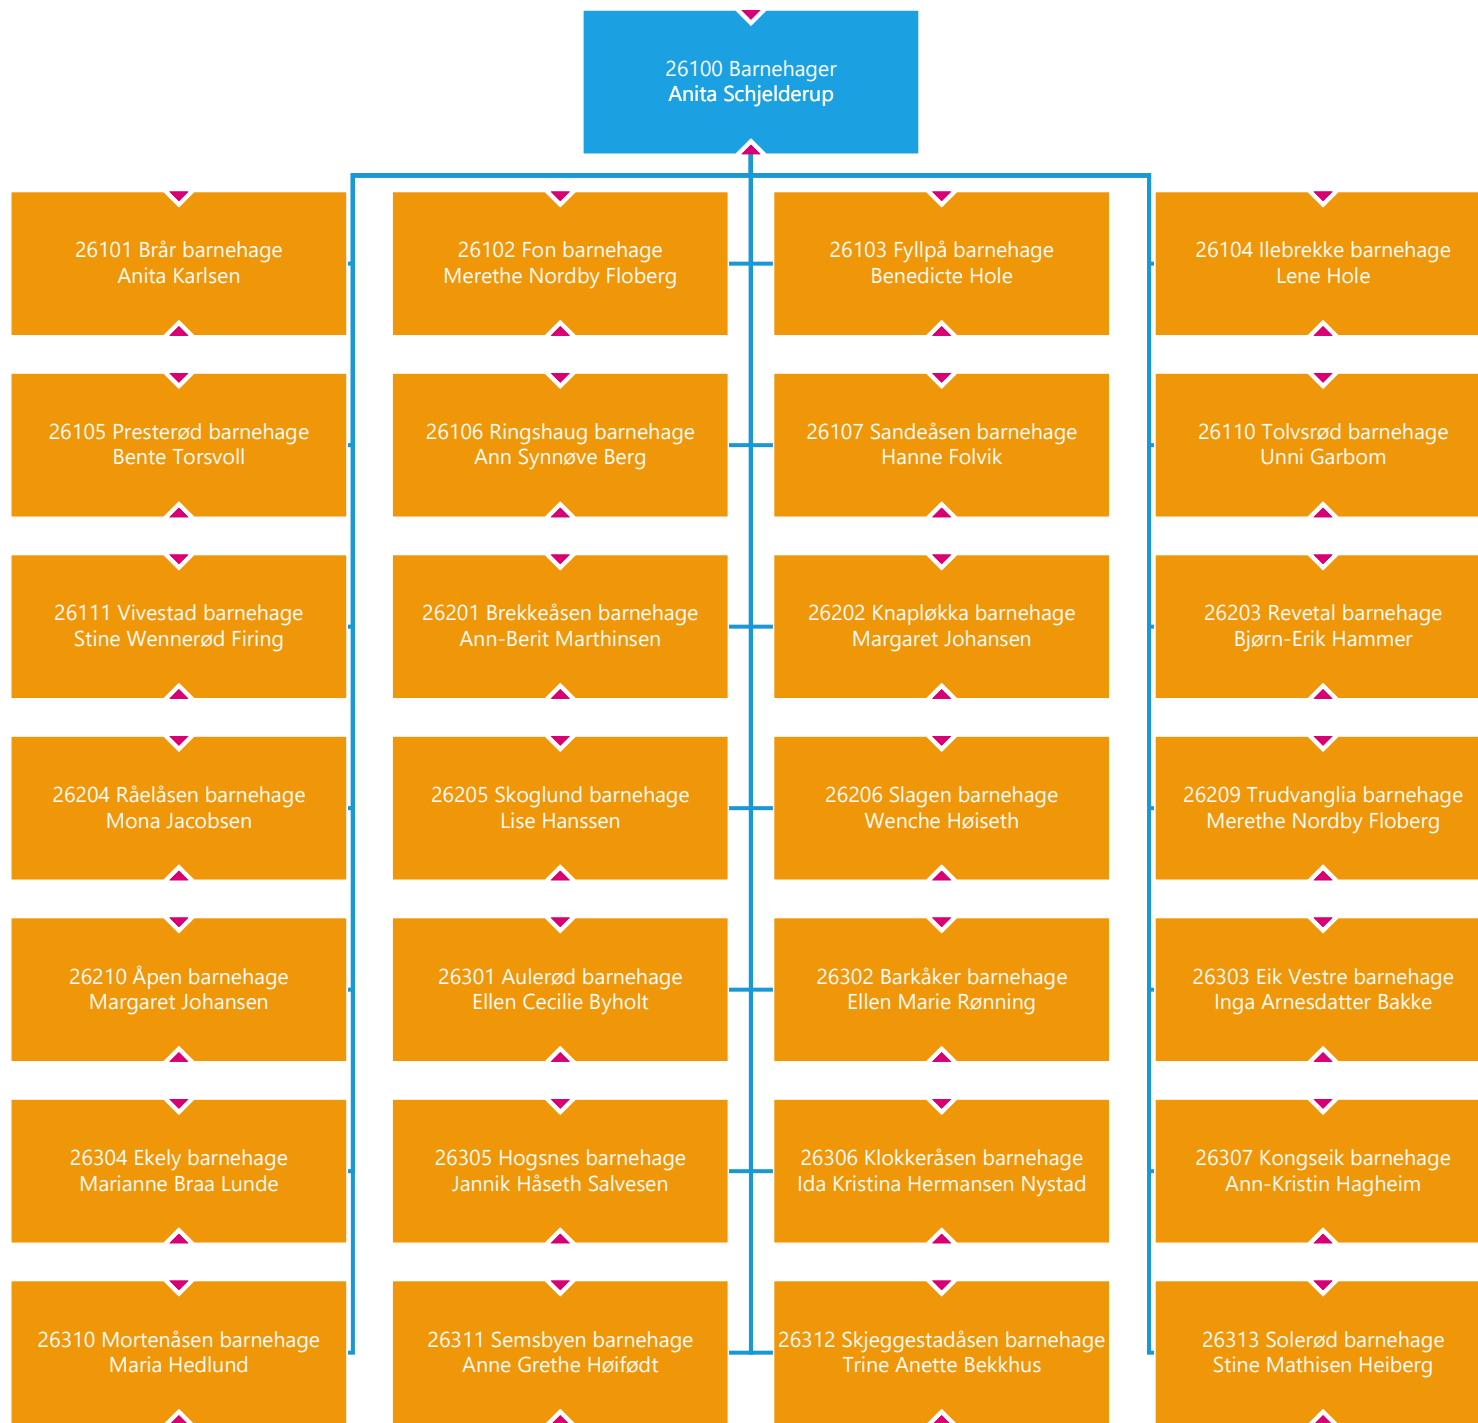 26100 Barnehager
Anita Schjelderup
26101 Brår barnehage
Anita Karlsen
26102 Fon barnehage
Merethe Nordby Floberg
26103 Fyllpå barnehage
Benedicte Hole
26104 Ilebrekke barnehage
Lene Hole
26105 Presterød barnehage
Bente Torsvoll
26106 Ringshaug barnehage
Ann Synnøve Berg
26107 Sandeåsen barnehage
Hanne Folvik
26110 Tolvsrød barnehage
Unni Garbom
26111 Vivestad barnehage
Stine Wennerød Firing
26201 Brekkeåsen barnehage
Ann-Berit Marthinsen
26202 Knapløkka barnehage
Margaret Johansen
26203 Revetal barnehage
Bjørn-Erik Hammer
26204 Råelåsen barnehage
Mona Jacobsen
26205 Skoglund barnehage
Lise Hanssen
26206 Slagen barnehage
Wenche Høiseth
26209 Trudvanglia barnehage
Merethe Nordby Floberg
26210 Åpen barnehage
Margaret Johansen
26301 Aulerød barnehage
Ellen Cecilie Byholt
26302 Barkåker barnehage
Ellen Marie Rønning
26303 Eik Vestre barnehage
Inga Arnesdatter Bakke
26304 Ekely barnehage
Marianne Braa Lunde
26305 Hogsnes barnehage
Jannik Håseth Salvesen
26306 Klokkeråsen barnehage
Ida Kristina Hermansen Nystad
26307 Kongseik barnehage
Ann-Kristin Hagheim
26310 Mortenåsen barnehage
Maria Hedlund
26311 Semsbyen barnehage
Anne Grethe Høifødt
26312 Skjeggestadåsen barnehage
Trine Anette Bekkhus
26313 Solerød barnehage
Stine Mathisen Heiberg